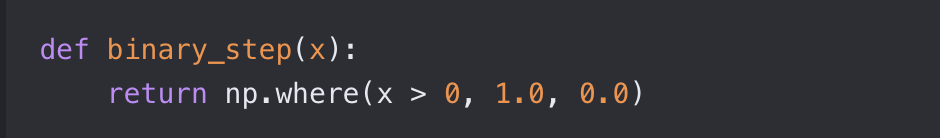 def binary_step(x):
    return np.where(x > 0, 1.0, 0.0)